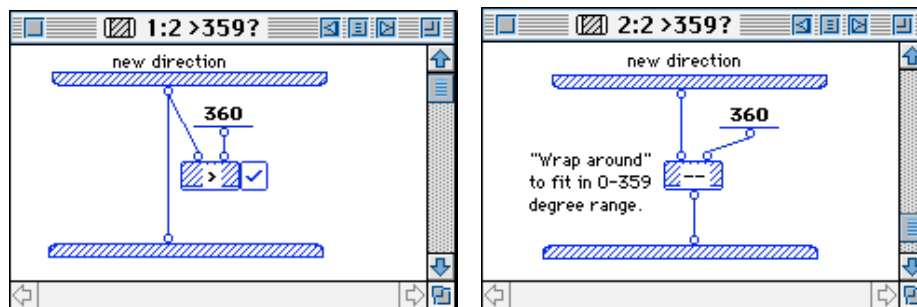 1:2 >359?
new direction
360
>
2:2 >359?
new direction
360
"Wrap around"
to fit in 0-359
degree range.
--